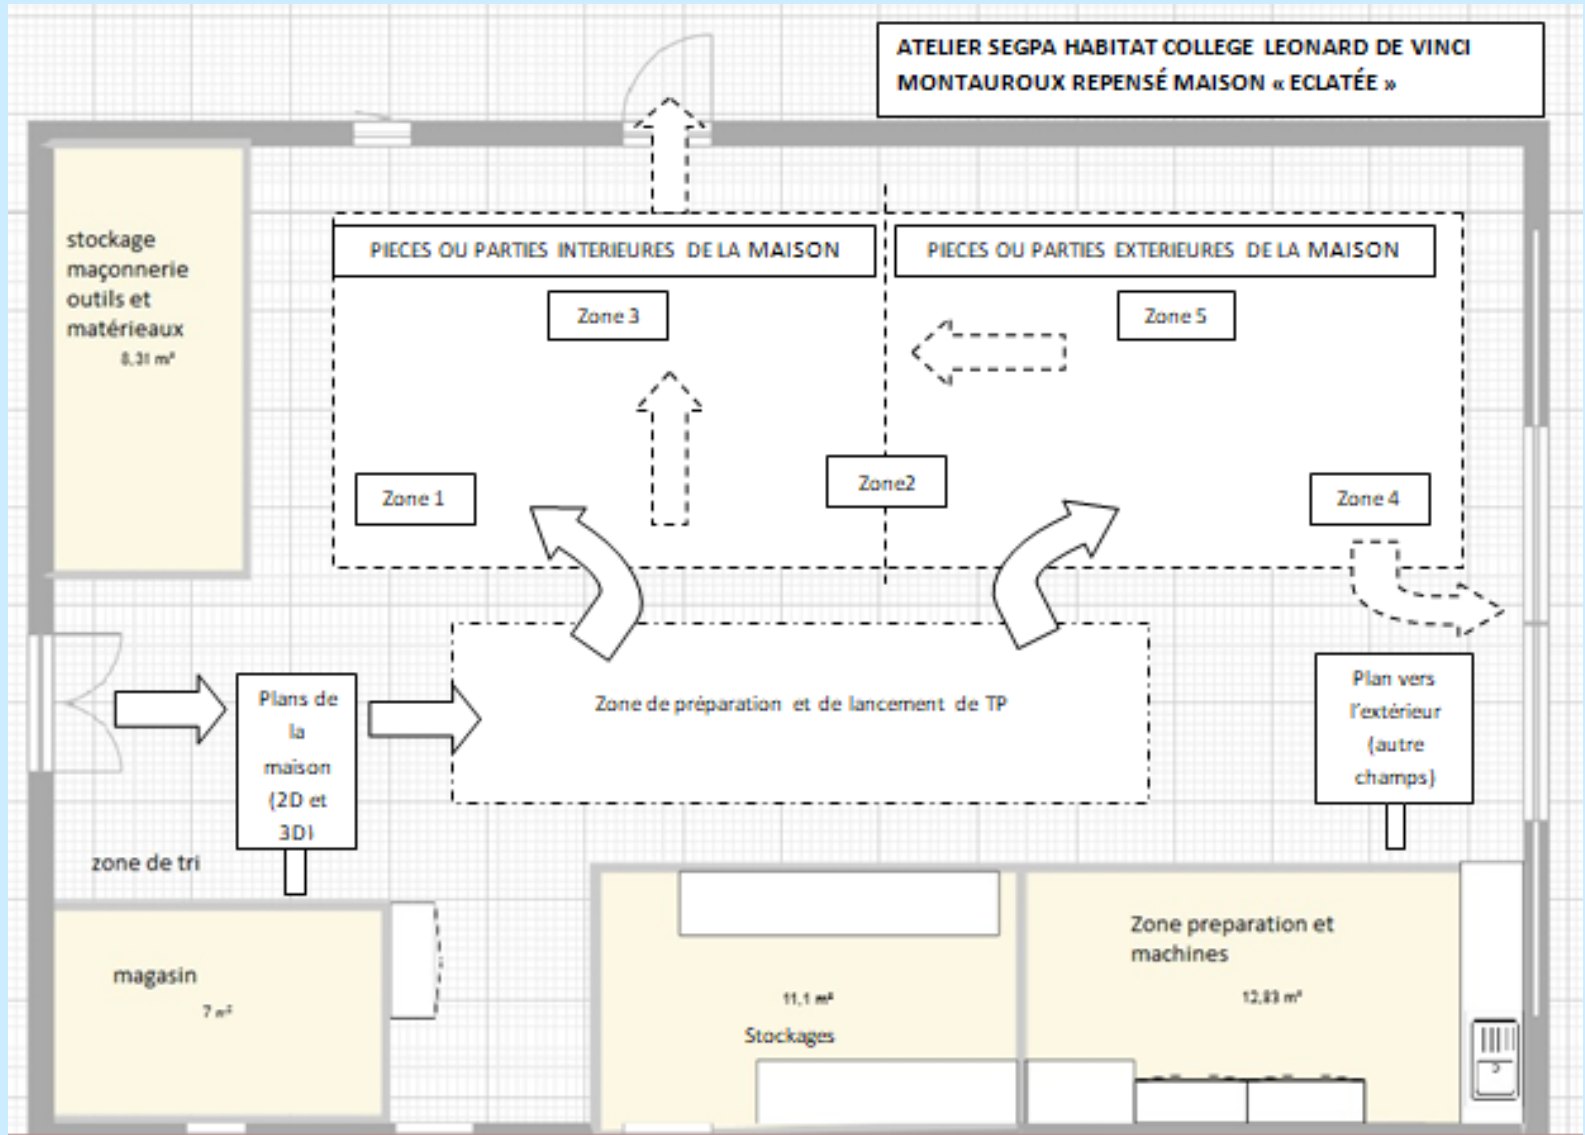 ATELIER SEGPA HABITAT COLLEGE LEONARD DE VINCI
MONTAUROUX REPENSÉ MAISON « ECLATÉE »
stockage
maçonnerie
outils et
matérieaux
8,31 m²
PIECES OU PARTIES INTERIEURES DE LA MAISON
PIECES OU PARTIES EXTERIEURES DE LA MAISON
Zone 3
Zone 5
Zone 1
Zone2
Zone 4
Plans de
la
maison
(2D et
3D)
Zone de préparation et de lancement de TP
Plan vers
l'extérieur
(autre
champs)
zone de tri
magasin
7 m²
11,1 m²
Stockages
Zone preparation et
machines
12,83 m²